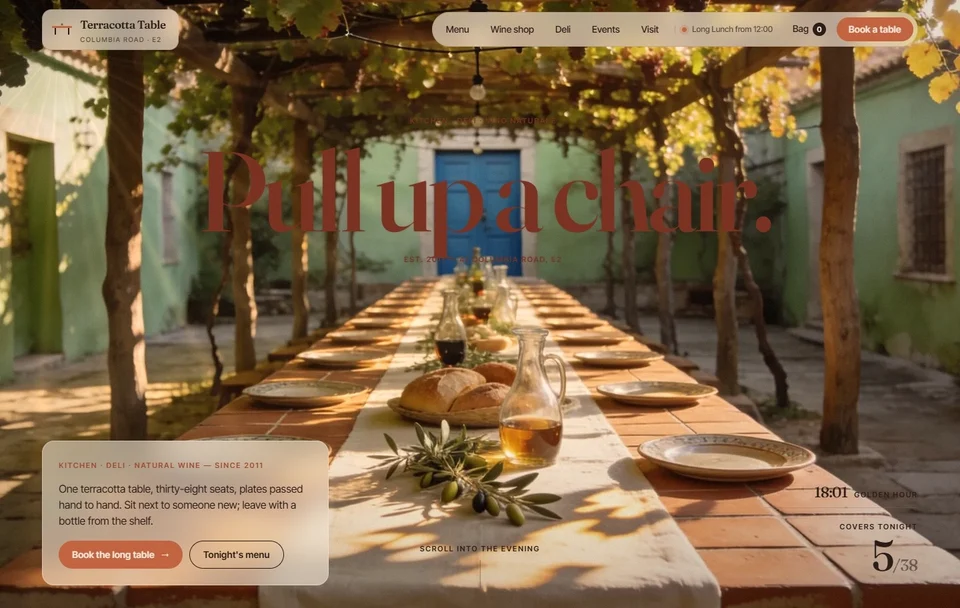 Terracotta Table
COLUMBIA ROAD · E2
Menu Wine shop Deli Events Visit Long Lunch from 12:00 Bag 0 Book a table
Pull up a chair.
ROAD, E2
KITCHEN · DELI · NATURAL WINE — SINCE 2011
One terracotta table, thirty-eight seats, plates passed
hand to hand. Sit next to someone new; leave with a
bottle from the shelf.
Book the long table →
Tonight's menu
SCROLL INTO THE EVENING
18:01 GOLDEN HOUR
COVERS TONIGHT
5/38